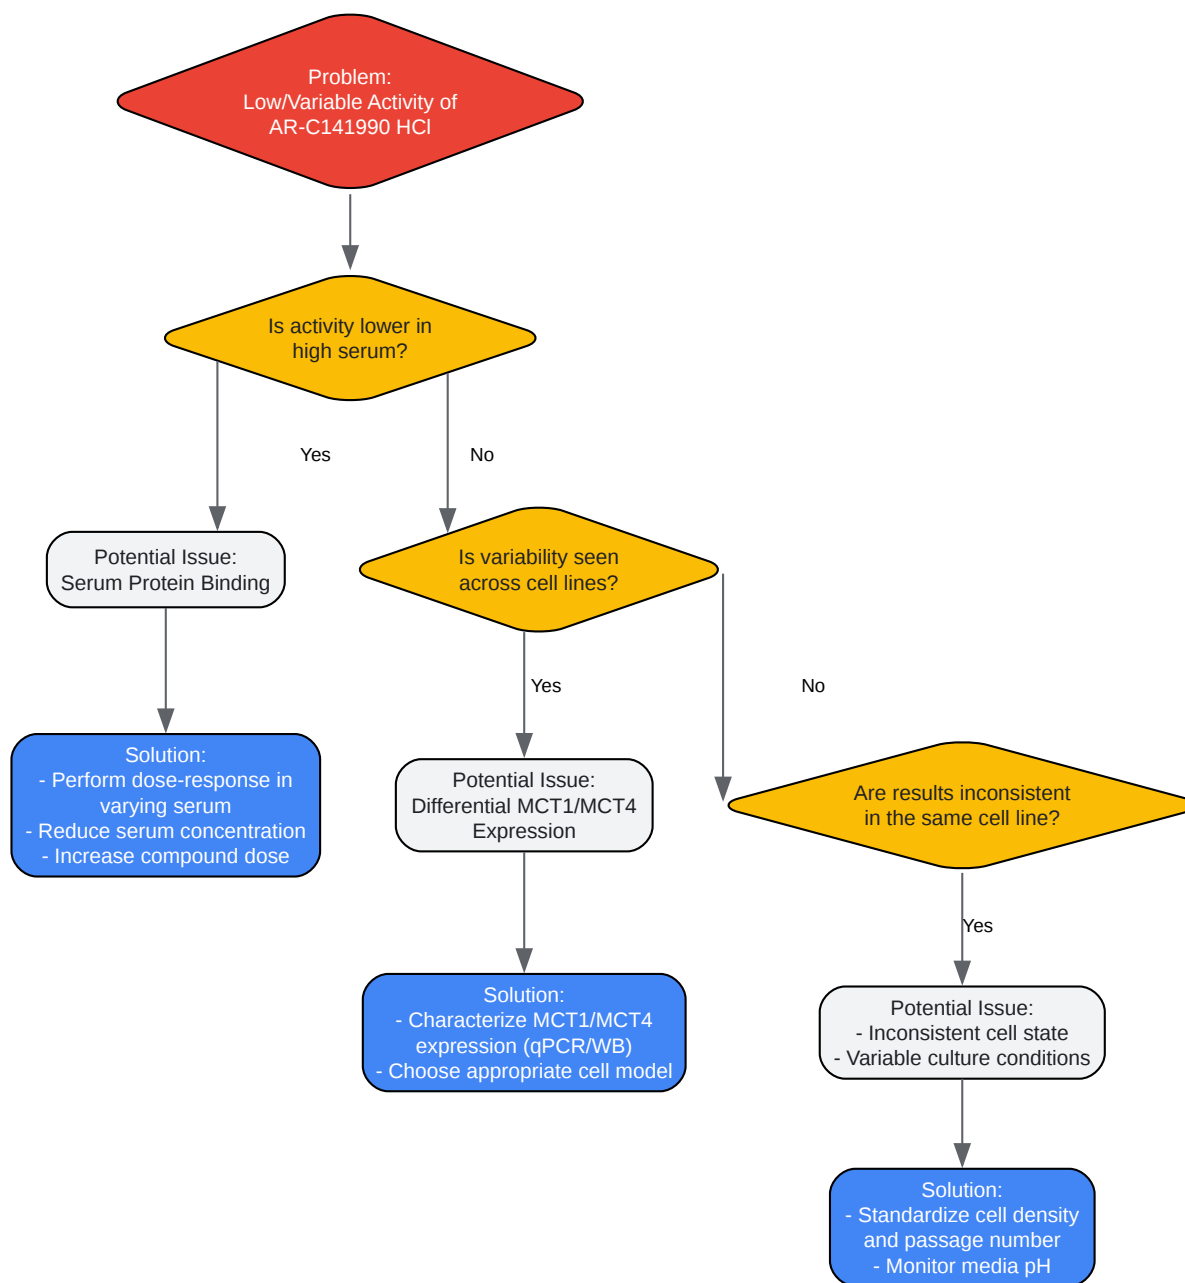 Problem:
Low/Variable Activity of
AR-C141990 HCl
Is activity lower in
high serum?
Yes
No
Potential Issue:
Serum Protein Binding
Is variability seen
across cell lines?
Yes
No
Solution:
- Perform dose-response in
varying serum
- Reduce serum concentration
- Increase compound dose
Potential Issue:
Differential MCT1/MCT4
Expression
Are results inconsistent
in the same cell line?
Yes
Solution:
- Characterize MCT1/MCT4
expression (qPCR/WB)
- Choose appropriate cell model
Potential Issue:
- Inconsistent cell state
- Variable culture conditions
Solution:
- Standardize cell density
and passage number
- Monitor media pH